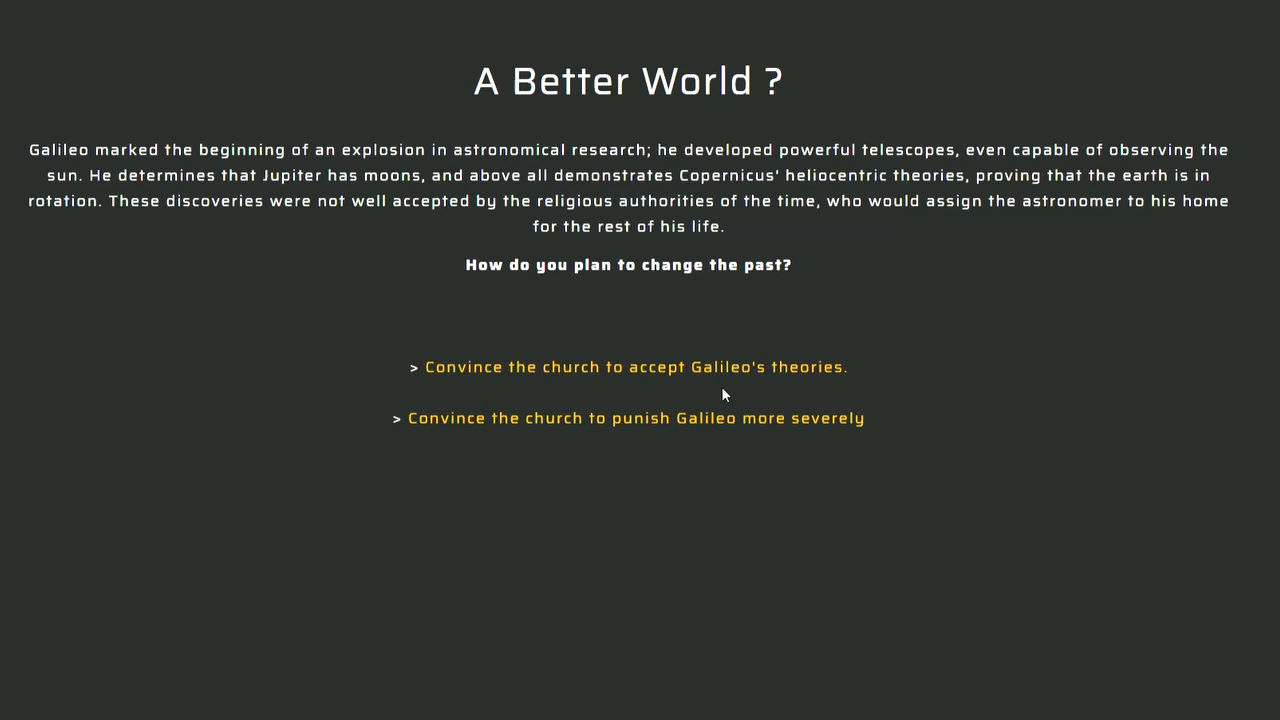 A Better World ?
Galileo marked the beginning of an explosion in astronomical research; he developed powerful telescopes, even capable of observing the
sun. He determines that Jupiter has moons, and above all demonstrates Copernicus' heliocentric theories, proving that the earth is in
rotation. These discoveries were not well accepted by the religious authorities of the time, who would assign the astronomer to his home
for the rest of his life.
How do you plan to change the past?
> Convince the church to accept Galileo's theories.
> Convince the church to punish Galileo more severely